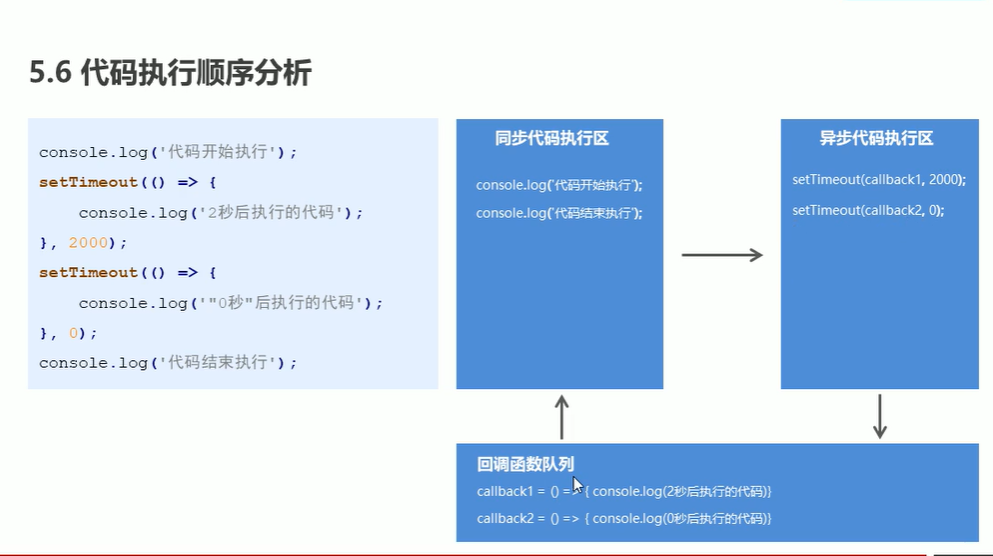 5.6 代码执行顺序分析
console.log('代码开始执行');
setTimeout(() => {
    console.log('2秒后执行的代码');
}, 2000);
setTimeout(() => {
    console.log('"0秒"后执行的代码');
}, 0);
console.log('代码结束执行');
同步代码执行区
console.log('代码开始执行');
console.log('代码结束执行');
异步代码执行区
setTimeout(callback1, 2000);
setTimeout(callback2, 0);
回调函数队列
callback1 = () => { console.log(2秒后执行的代码)}
callback2 = () => { console.log(0秒后执行的代码)}